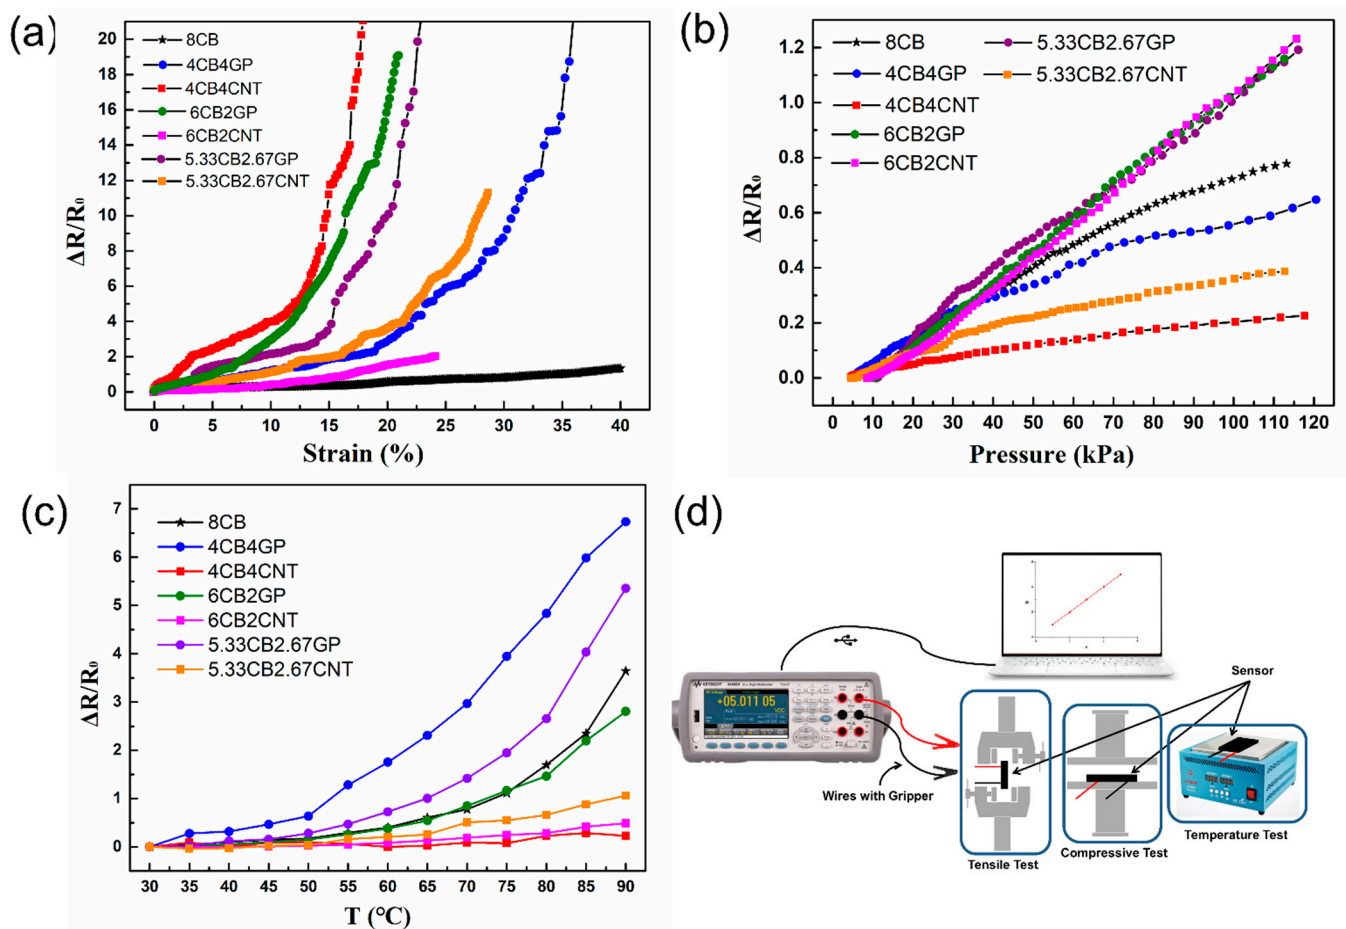 (a)
20
18
16
14
12
10
8
6
4
2
0
ΔR/R₀
8CB
4CB4GP
4CB4CNT
6CB2GP
6CB2CNT
5.33CB2.67GP
5.33CB2.67CNT
0 5 10 15 20 25 30 35 40
Strain (%)
(b)
1.2
1.0
0.8
0.6
0.4
0.2
0.0
ΔR/R₀
8CB
4CB4GP
4CB4CNT
6CB2GP
6CB2CNT
5.33CB2.67GP
5.33CB2.67CNT
0 10 20 30 40 50 60 70 80 90 100 110 120
Pressure (kPa)
(c)
7
6
5
4
3
2
1
0
ΔR/R₀
8CB
4CB4GP
4CB4CNT
6CB2GP
6CB2CNT
5.33CB2.67GP
5.33CB2.67CNT
30 35 40 45 50 55 60 65 70 75 80 85 90
T (℃)
(d)
KEYSIGHT
+05.011 05
VDC
Wires with Gripper
Sensor
Tensile Test
Compressive Test
Temperature Test